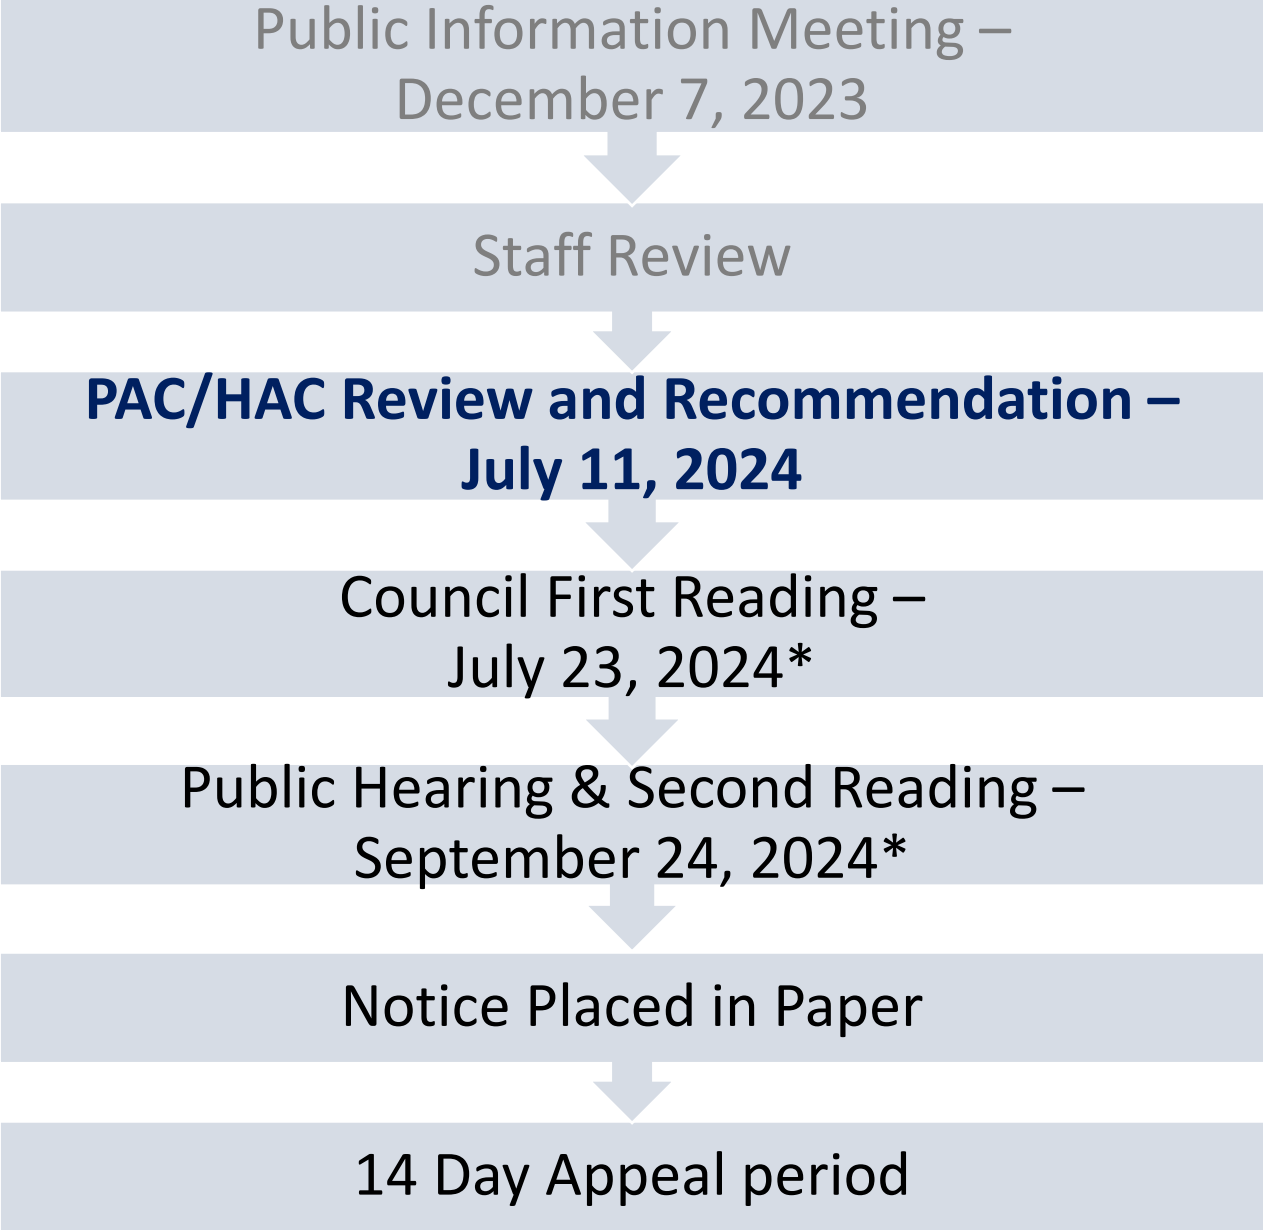 Public Information Meeting –
December 7, 2023
Staff Review
PAC/HAC Review and Recommendation –
July 11, 2024
Council First Reading –
July 23, 2024*
Public Hearing & Second Reading –
September 24, 2024*
Notice Placed in Paper
14 Day Appeal period